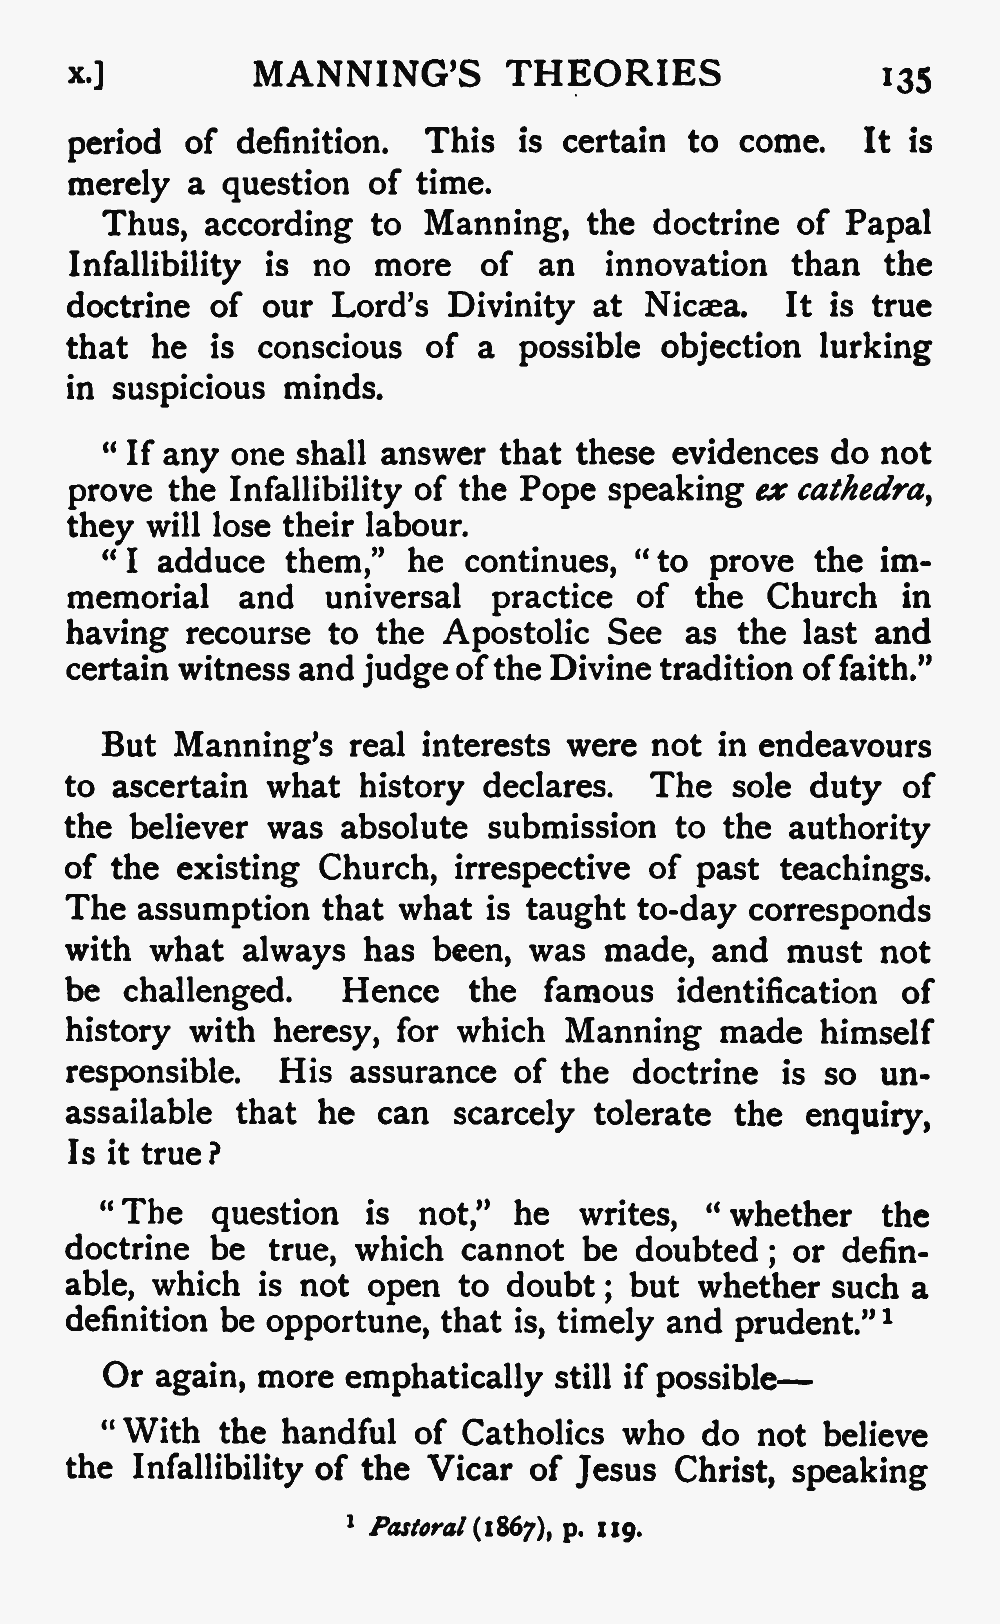 x.] MANNING'S THEORIES 135
period of definition. This is certain to come. It is
merely a question of time.
Thus, according to Manning, the doctrine of Papal
Infallibility is no more of an innovation than the
doctrine of our Lord's Divinity at Nicæa. It is true
that he is conscious of a possible objection lurking
in suspicious minds.
“If any one shall answer that these evidences do not
prove the Infallibility of the Pope speaking ex cathedra,
they will lose their labour.
“I adduce them,” he continues, “to prove the im-
memorial and universal practice of the Church in
having recourse to the Apostolic See as the last and
certain witness and judge of the Divine tradition of faith.”
But Manning's real interests were not in endeavours
to ascertain what history declares. The sole duty of
the believer was absolute submission to the authority
of the existing Church, irrespective of past teachings.
The assumption that what is taught to-day corresponds
with what always has been, was made, and must not
be challenged. Hence the famous identification of
history with heresy, for which Manning made himself
responsible. His assurance of the doctrine is so un-
assailable that he can scarcely tolerate the enquiry,
Is it true?
“The question is not,” he writes, “whether the
doctrine be true, which cannot be doubted; or defin-
able, which is not open to doubt; but whether such a
definition be opportune, that is, timely and prudent.”¹
Or again, more emphatically still if possible—
“With the handful of Catholics who do not believe
the Infallibility of the Vicar of Jesus Christ, speaking
¹ Pastoral (1867), p. 119.